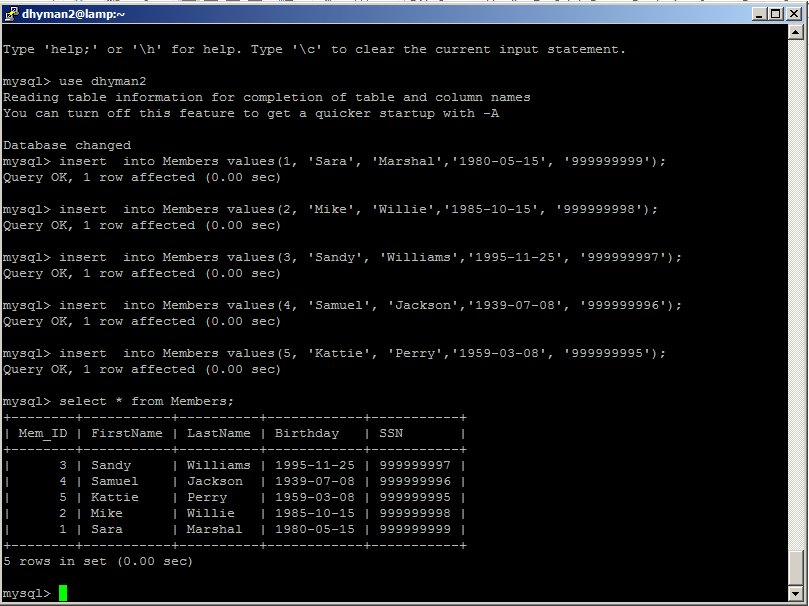 dhyman2@lamp:~
Type 'help;' or '\h' for help. Type '\c' to clear the current input statement.
mysql> use dhyman2
Reading table information for completion of table and column names
You can turn off this feature to get a quicker startup with -A
Database changed
mysql> insert  into Members values(1, 'Sara', 'Marshal','1980-05-15', '999999999');
Query OK, 1 row affected (0.00 sec)
mysql> insert  into Members values(2, 'Mike', 'Willie','1985-10-15', '999999998');
Query OK, 1 row affected (0.00 sec)
mysql> insert  into Members values(3, 'Sandy', 'Williams','1995-11-25', '999999997');
Query OK, 1 row affected (0.00 sec)
mysql> insert  into Members values(4, 'Samuel', 'Jackson','1939-07-08', '999999996');
Query OK, 1 row affected (0.00 sec)
mysql> insert  into Members values(5, 'Kattie', 'Perry','1959-03-08', '999999995');
Query OK, 1 row affected (0.00 sec)
mysql> select * from Members;
+--------+-----------+----------+------------+-----------+
| Mem_ID | FirstName | LastName | Birthday   | SSN       |
+--------+-----------+----------+------------+-----------+
|      3 | Sandy     | Williams | 1995-11-25 | 999999997 |
|      4 | Samuel    | Jackson  | 1939-07-08 | 999999996 |
|      5 | Kattie    | Perry    | 1959-03-08 | 999999995 |
|      2 | Mike      | Willie   | 1985-10-15 | 999999998 |
|      1 | Sara      | Marshal  | 1980-05-15 | 999999999 |
+--------+-----------+----------+------------+-----------+
5 rows in set (0.00 sec)
mysql>